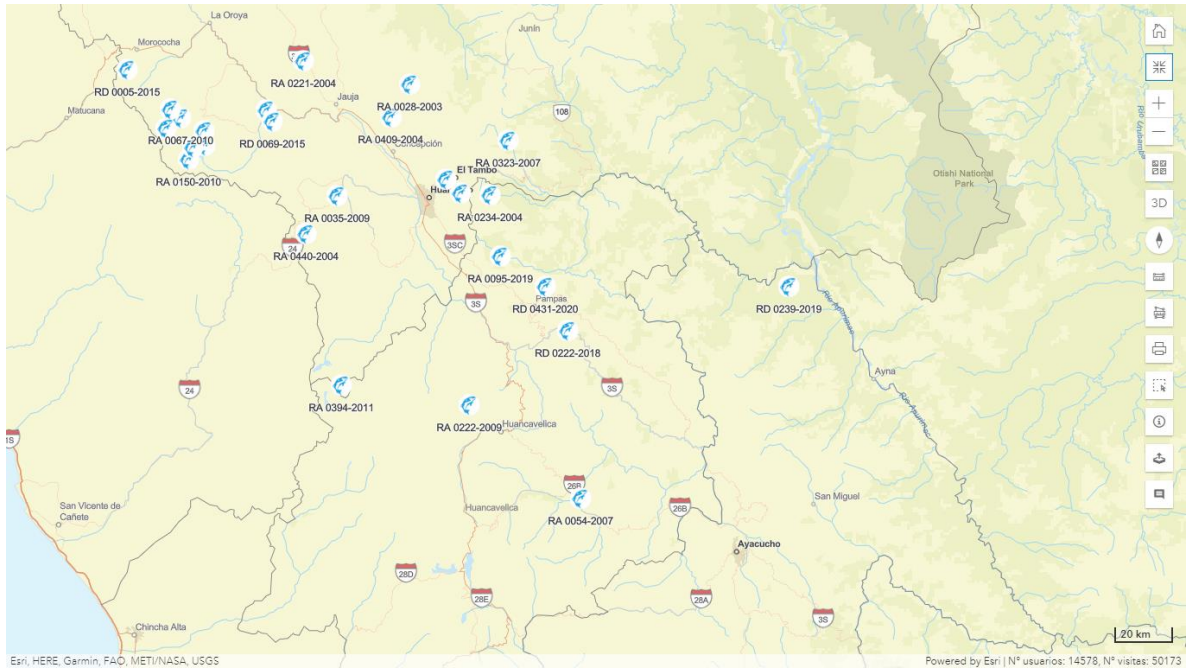 La Oroya
Morococha
Junín
RD 0005-2015
RA 0221-2004
Jauja
RA 0028-2003
Matucana
108
RA 0067-2010
RD 0069-2015
RA 0409-2004
Concepción
RA 0323-2007
RA 0150-2010
El Tambo
Otishi National
Park
3D
RA 0035-2009
RA 0234-2004
24
RA 0440-2004
3SC
RA 0095-2019
Pampas
3S
RD 0431-2020
RD 0239-2019
Río Apurímac
RD 0222-2018
Ayna
24
3S
RA 0394-2011
Río Apurímac
RA 0222-2009
Huancavelica
26B
San Vicente de
Cañete
Huancavelica
RA 0054-2007
26B
San Miguel
Ayacucho
28D
28E
28A
3S
Chincha Alta
20 km
Esri, HERE, Garmin, FAO, METI/NASA, USGS
Powered by Esri | N° usuarios: 14578, N° visitas: 50173